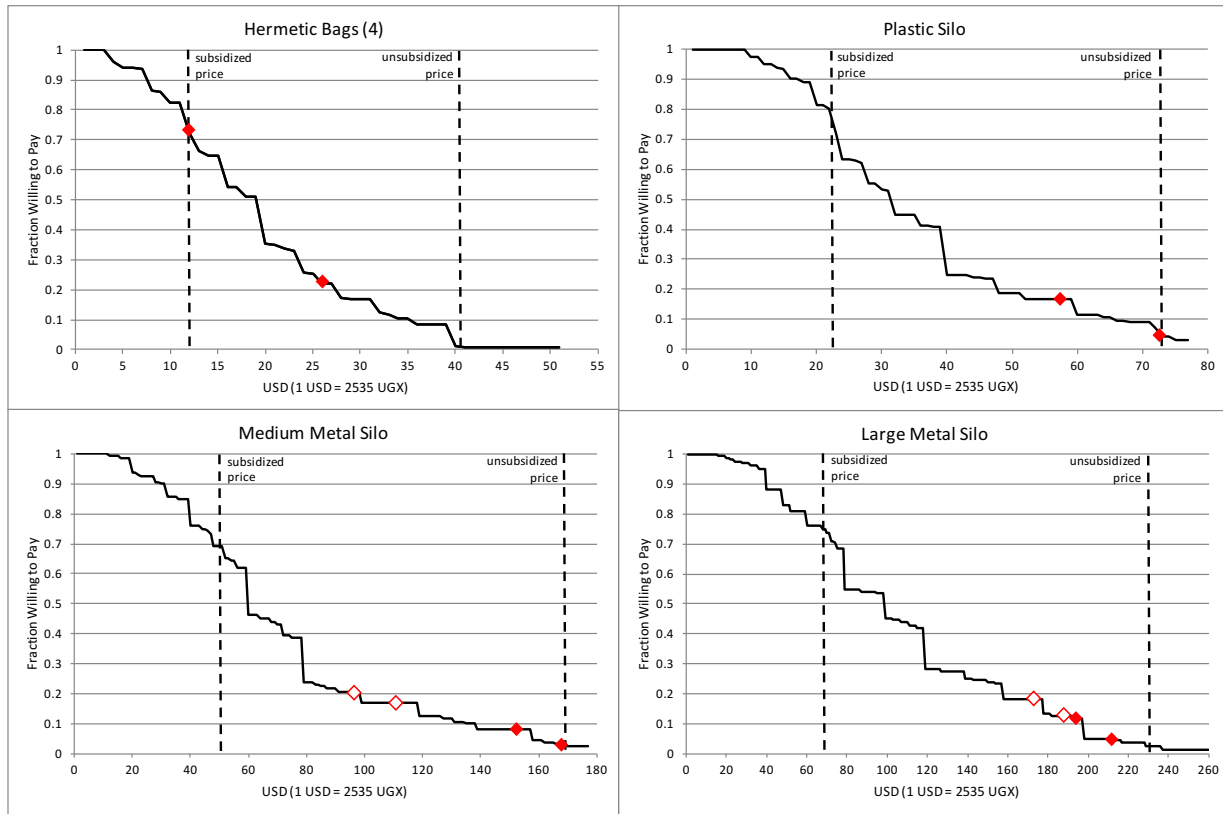 Hermetic Bags (4)
1
0.9
0.8
0.7
0.6
0.5
0.4
0.3
0.2
0.1
0
Fraction Willing to Pay
subsidized
price
unsubsidized
price
0 5 10 15 20 25 30 35 40 45 50 55
USD (1 USD = 2535 UGX)
Plastic Silo
1
0.9
0.8
0.7
0.6
0.5
0.4
0.3
0.2
0.1
0
Fraction Willing to Pay
subsidized
price
unsubsidized
price
0 10 20 30 40 50 60 70 80
USD (1 USD = 2535 UGX)
Medium Metal Silo
1
0.9
0.8
0.7
0.6
0.5
0.4
0.3
0.2
0.1
0
Fraction Willing to Pay
subsidized
price
unsubsidized
price
0 20 40 60 80 100 120 140 160 180
USD (1 USD = 2535 UGX)
Large Metal Silo
1
0.9
0.8
0.7
0.6
0.5
0.4
0.3
0.2
0.1
0
Fraction Willing to Pay
subsidized
price
unsubsidized
price
0 20 40 60 80 100 120 140 160 180 200 220 240 260
USD (1 USD = 2535 UGX)